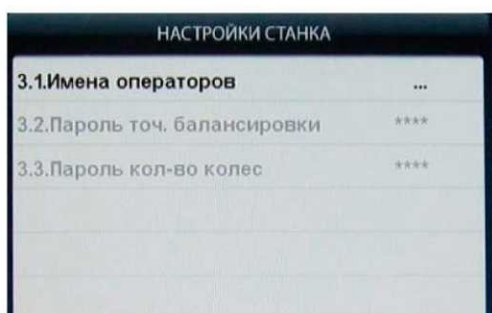 НАСТРОЙКИ СТАНКА
3.1.Имена операторов ...
3.2.Пароль точ. балансировки ****
3.3.Пароль кол-во колес ****